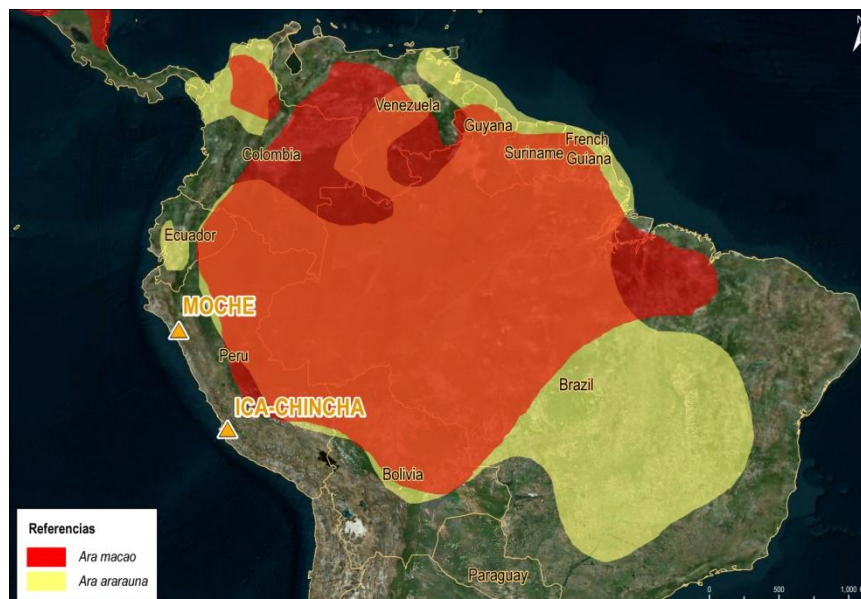 N
Venezuela
Guyana
French
Guiana
Suriname
Colombia
Ecuador
MOCHE
Peru
Brazil
ICA-CHINCHA
Bolivia
Paraguay
Referencias
Ara macao
Ara ararauna
0 500 1,000